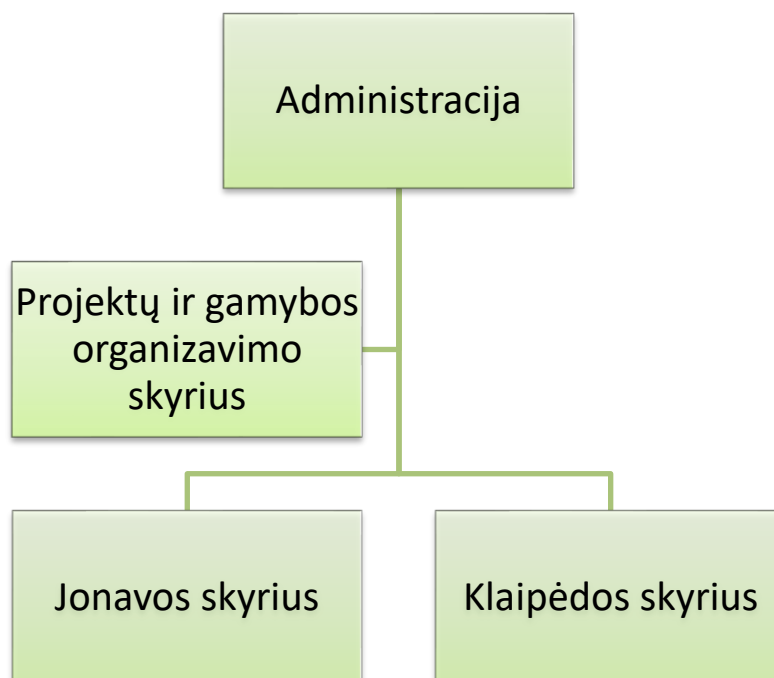 Administracija
Projektų ir gamybos
organizavimo
skyrius
Jonavos skyrius
Klaipėdos skyrius